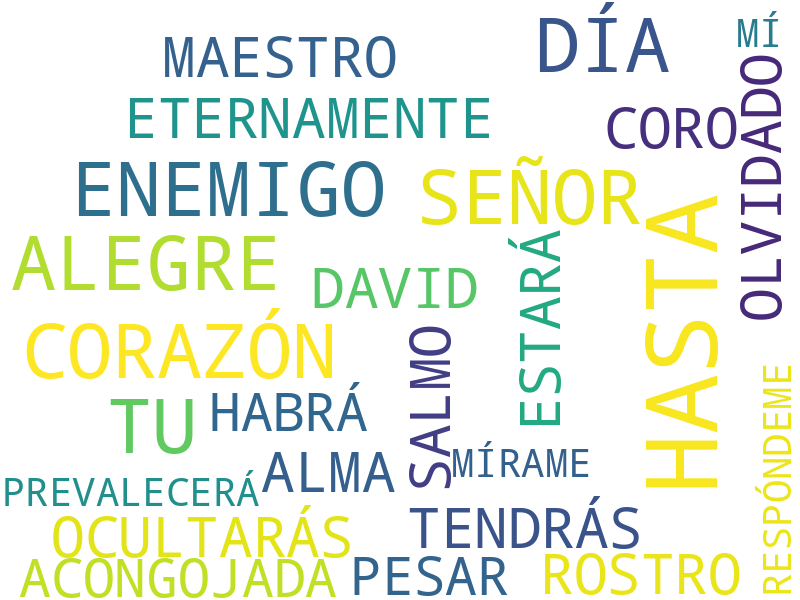 MAESTRO
DÍA
MÍ
ETERNAMENTE
CORO
OLVIDADO
ENEMIGO
SEÑOR
HASTA
ALEGRE
DAVID
ESTARÁ
CORAZÓN
SALMO
TU
HABRÁ
ALMA
MÍRAME
RESPÓNDEME
PREVALECERÁ
OCULTARÁS
TENDRÁS
ACONGOJADA
PESAR
ROSTRO